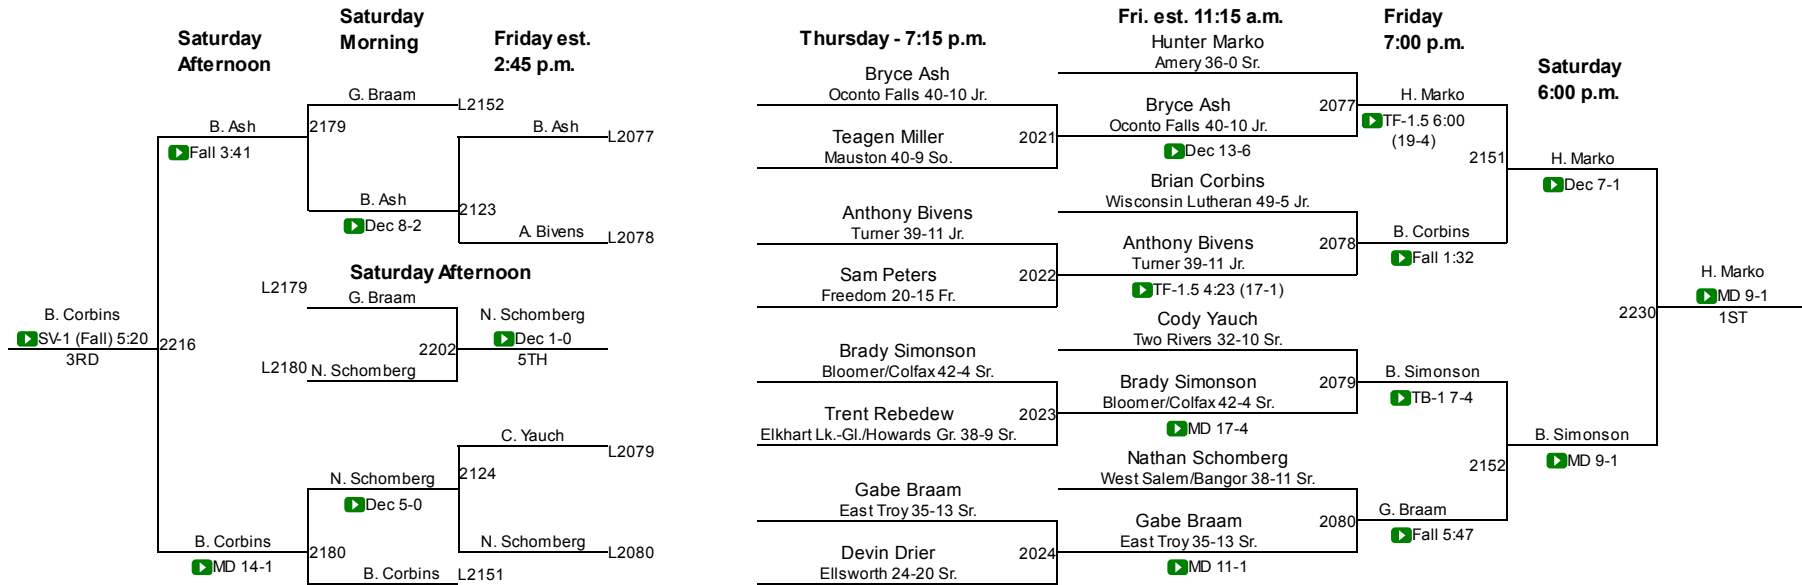 Saturday
Afternoon
Saturday
Morning
Friday est.
2:45 p.m.
G. Braam
L2152
B. Ash
2179
Fall 3:41
B. Ash
L2077
B. Ash
2123
Dec 8-2
A. Bivens
L2078
Saturday Afternoon
L2179
G. Braam
B. Corbins
SV-1 (Fall) 5:20
3RD
2216
N. Schomberg
Dec 1-0
5TH
2202
L2180
N. Schomberg
C. Yauch
L2079
N. Schomberg
2124
Dec 5-0
B. Corbins
2180
MD 14-1
N. Schomberg
L2080
B. Corbins
L2151
Thursday - 7:15 p.m.
Fri. est. 11:15 a.m.
Friday
7:00 p.m.
Saturday
6:00 p.m.
Hunter Marko
Amery 36-0 Sr.
Bryce Ash
Oconto Falls 40-10 Jr.
2021
Teagen Miller
Mauston 40-9 So.
Bryce Ash
Oconto Falls 40-10 Jr.
Dec 13-6
2077
H. Marko
TF-1.5 6:00
(19-4)
2151
H. Marko
Dec 7-1
Brian Corbins
Wisconsin Lutheran 49-5 Jr.
Anthony Bivens
Turner 39-11 Jr.
2022
Sam Peters
Freedom 20-15 Fr.
Anthony Bivens
Turner 39-11 Jr.
TF-1.5 4:23 (17-1)
2078
B. Corbins
Fall 1:32
H. Marko
MD 9-1
1ST
2230
Cody Yauch
Two Rivers 32-10 Sr.
Brady Simonson
Bloomer/Colfax 42-4 Sr.
2023
Trent Rebedew
Elkhart Lk.-Gl./Howards Gr. 38-9 Sr.
Brady Simonson
Bloomer/Colfax 42-4 Sr.
MD 17-4
2079
B. Simonson
TB-1 7-4
B. Simonson
MD 9-1
2152
Nathan Schomberg
West Salem/Bangor 38-11 Sr.
Gabe Braam
East Troy 35-13 Sr.
2024
Devin Drier
Ellsworth 24-20 Sr.
Gabe Braam
East Troy 35-13 Sr.
MD 11-1
2080
G. Braam
Fall 5:47